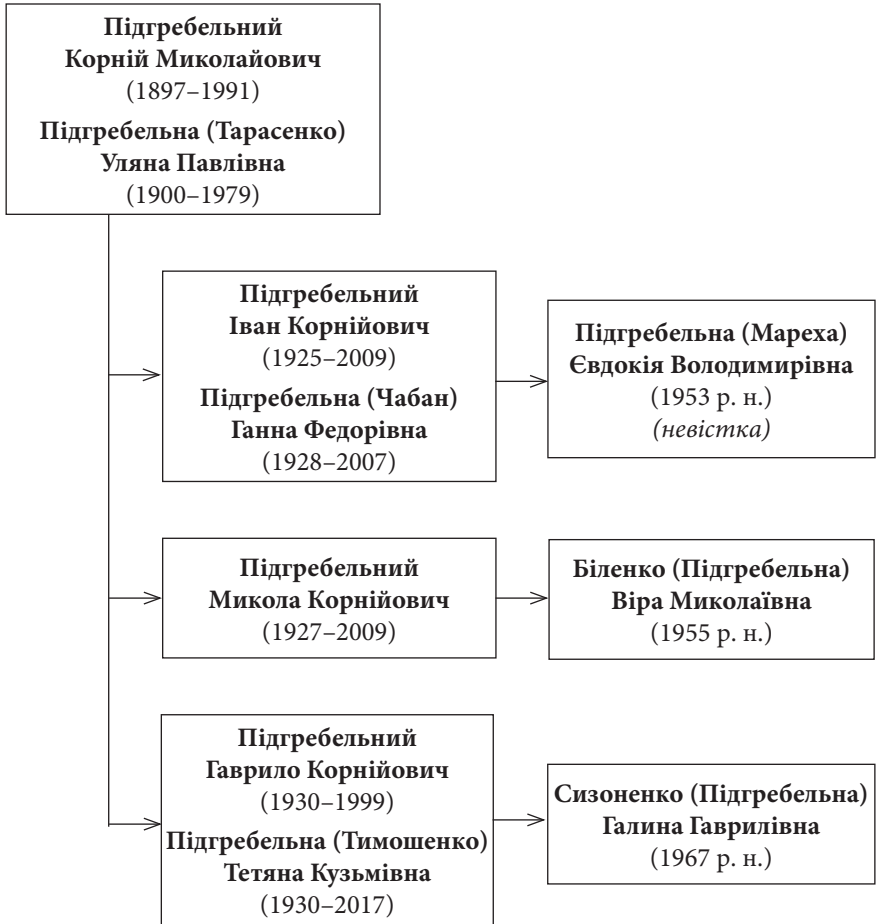 Підгребельний
Корній Миколайович
(1897–1991)
Підгребельна (Тарасенко)
Уляна Павлівна
(1900–1979)
Підгребельний
Іван Корнійович
(1925–2009)
Підгребельна (Чабан)
Ганна Федорівна
(1928–2007)
Підгребельна (Мареха)
Євдокія Володимирівна
(1953 р. н.)
(невістка)
Підгребельний
Микола Корнійович
(1927–2009)
Біленко (Підгребельна)
Віра Миколаївна
(1955 р. н.)
Підгребельний
Гаврило Корнійович
(1930–1999)
Підгребельна (Тимошенко)
Тетяна Кузьмівна
(1930–2017)
Сизоненко (Підгребельна)
Галина Гаврилівна
(1967 р. н.)